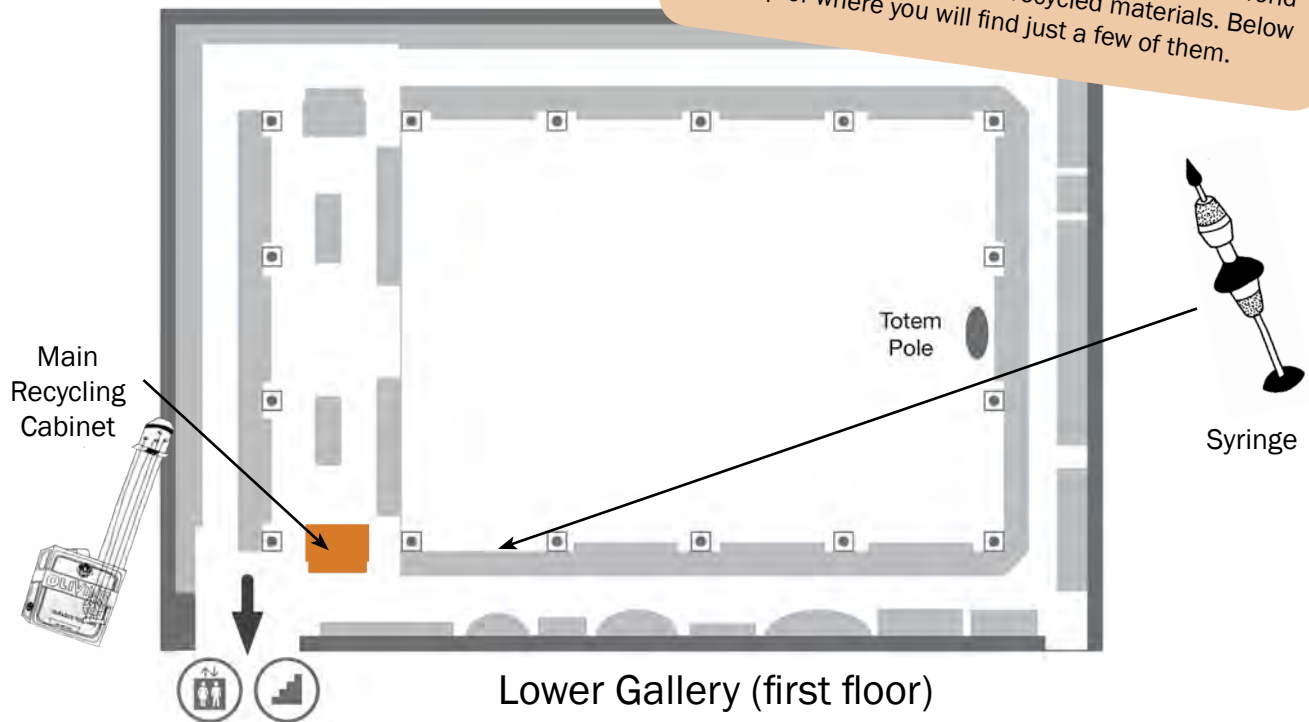 recycled materials. Below
where you will find just a few of them.
Totem
Pole
Main
Recycling
Cabinet
Syringe
Lower Gallery (first floor)